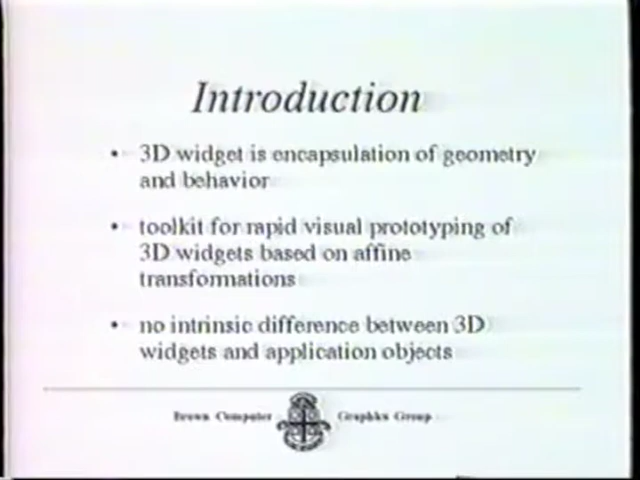 Introduction
• 3D widget is encapsulation of geometry
and behavior
• toolkit for rapid visual prototyping of
3D widgets based on affine
transformations
• no intrinsic difference between 3D
widgets and application objects
Brown Computer Graphics Group